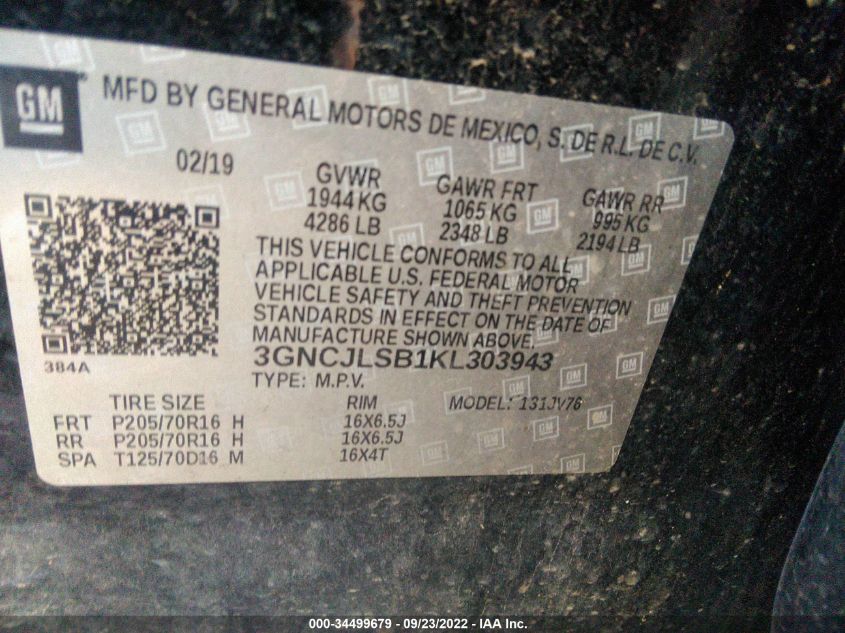 GM
MFD BY GENERAL MOTORS DE MEXICO, S. DE R.L. DE C.V.
02/19
GVWR
1944 KG
4286 LB
GAWR FRT
1065 KG
2348 LB
GAWR RR
995 KG
2194 LB
THIS VEHICLE CONFORMS TO ALL
APPLICABLE U.S. FEDERAL MOTOR
VEHICLE SAFETY AND THEFT PREVENTION
STANDARDS IN EFFECT ON THE DATE OF
MANUFACTURE SHOWN ABOVE.
384A
3GNCJLSB1KL303943
TYPE: M.P.V.
TIRE SIZE RIM MODEL: 131JV76
FRT P205/70R16 H 16X6.5J
RR P205/70R16 H 16X6.5J
SPA T125/70D16 M 16X4T
000-34499679 - 09/23/2022 - IAA Inc.